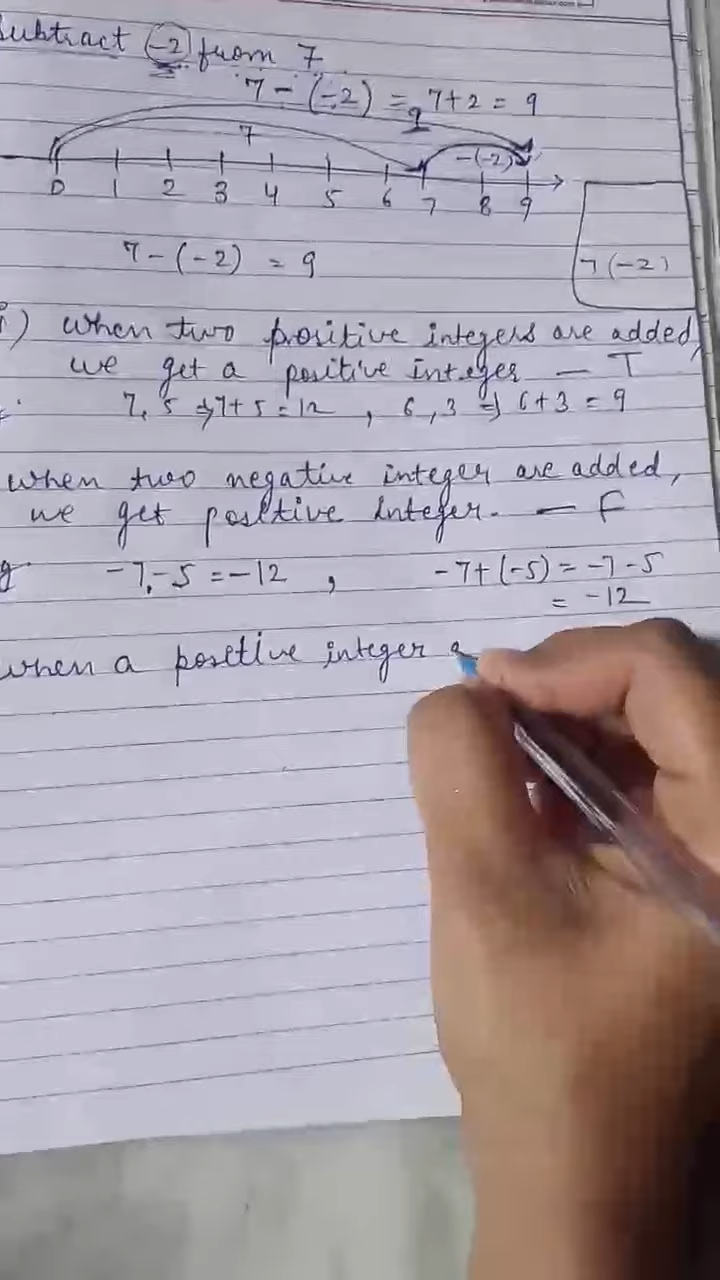 Subtract (-2) from 7
7 - (-2) = 7+2 = 9
9
7
-(-2)
0 1 2 3 4 5 6 7 8 9
7 - (-2) = 9
7 (-2)
i) when two positive integers are added,
we get a positive integer — T
7, 5 ⇒ 7+5 = 12 , 6, 3 ⇒ 6+3 = 9
when two negative integer are added,
we get positive integer. — F
-7,-5 = -12 , -7+(-5) = -7-5
= -12
when a positive integer a